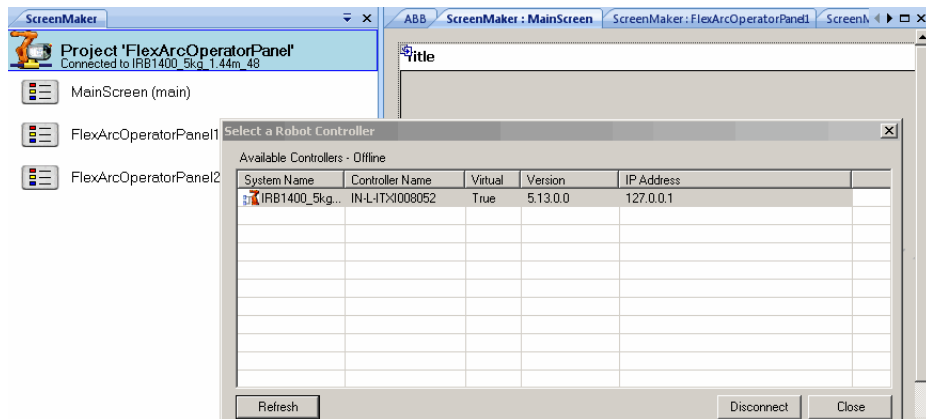 ScreenMaker
ABB ScreenMaker : MainScreen ScreenMaker : FlexArcOperatorPanel1 ScreenM
Project 'FlexArcOperatorPanel'
Connected to IRB1400_5kg_1.44m_48
Title
MainScreen (main)
FlexArcOperatorPanel1
FlexArcOperatorPanel2
Select a Robot Controller
Available Controllers - Offline
System Name Controller Name Virtual Version IP Address
IRB1400_5kg... IN-L-ITXI008052 True 5.13.0.0 127.0.0.1
Refresh Disconnect Close